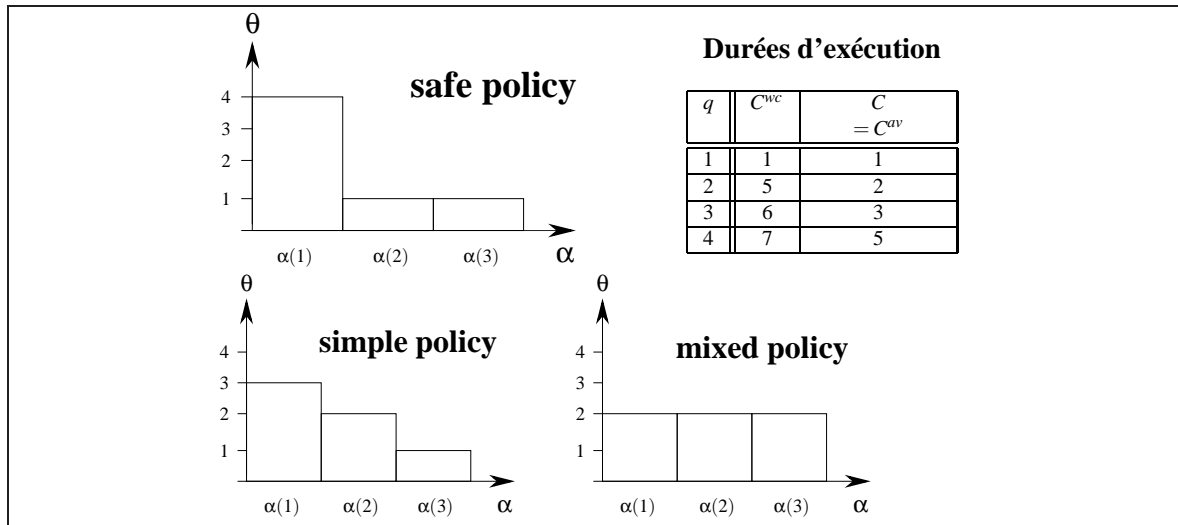 θ
safe policy
4
3
2
1
α(1) α(2) α(3) α
Durées d'exécution
q C^{wc} C
= C^{av}
1 1 1
2 5 2
3 6 3
4 7 5
θ
simple policy
4
3
2
1
α(1) α(2) α(3) α
θ
mixed policy
4
3
2
1
α(1) α(2) α(3) α